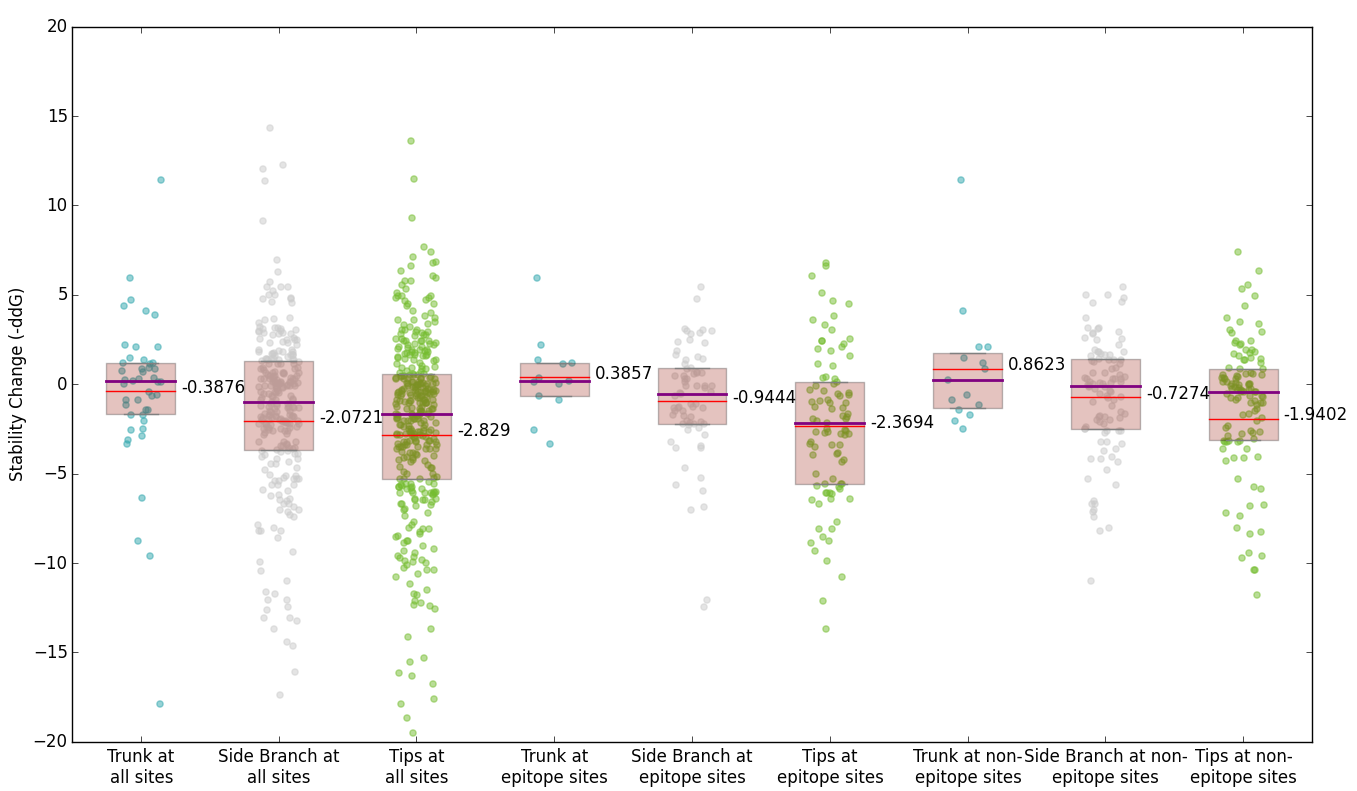 20
15
10
5
0
−5
−10
−15
−20
Stability Change (-ddG)
-0.3876
-2.0721
-2.829
0.3857
-0.9444
-2.3694
0.8623
-0.7274
-1.9402
Trunk at
all sites
Side Branch at
all sites
Tips at
all sites
Trunk at
epitope sites
Side Branch at
epitope sites
Tips at
epitope sites
Trunk at non-
epitope sites
Side Branch at non-
epitope sites
Tips at non-
epitope sites